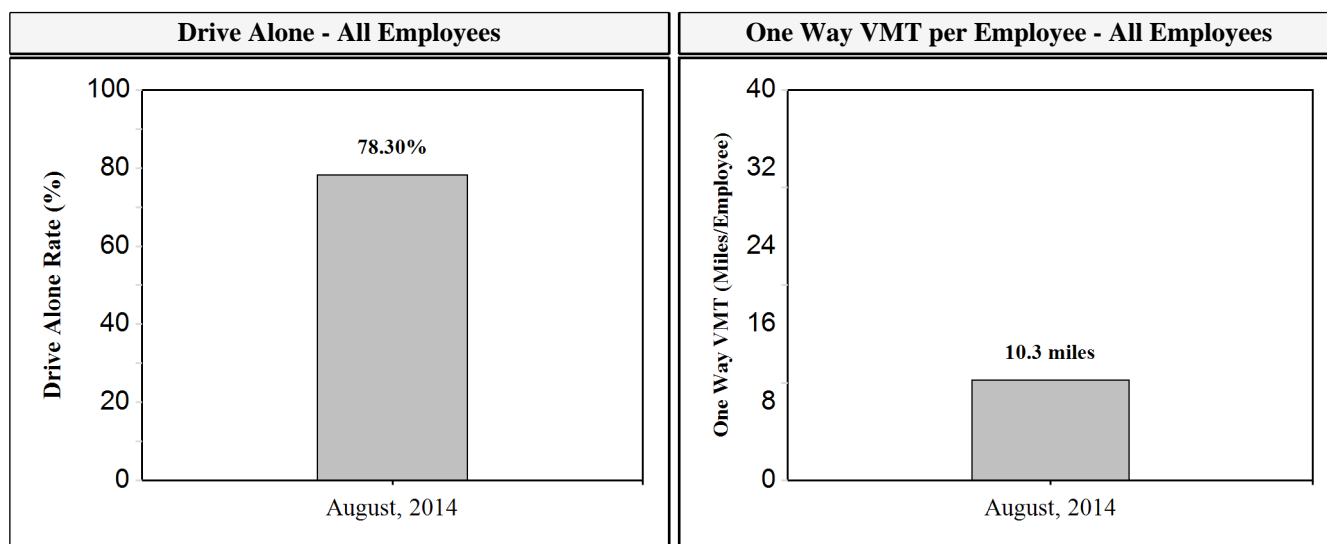 Drive Alone - All Employees
Drive Alone Rate (%)
100
80
60
40
20
0
78.30%
August, 2014
One Way VMT per Employee - All Employees
One Way VMT (Miles/Employee)
40
32
24
16
8
0
10.3 miles
August, 2014